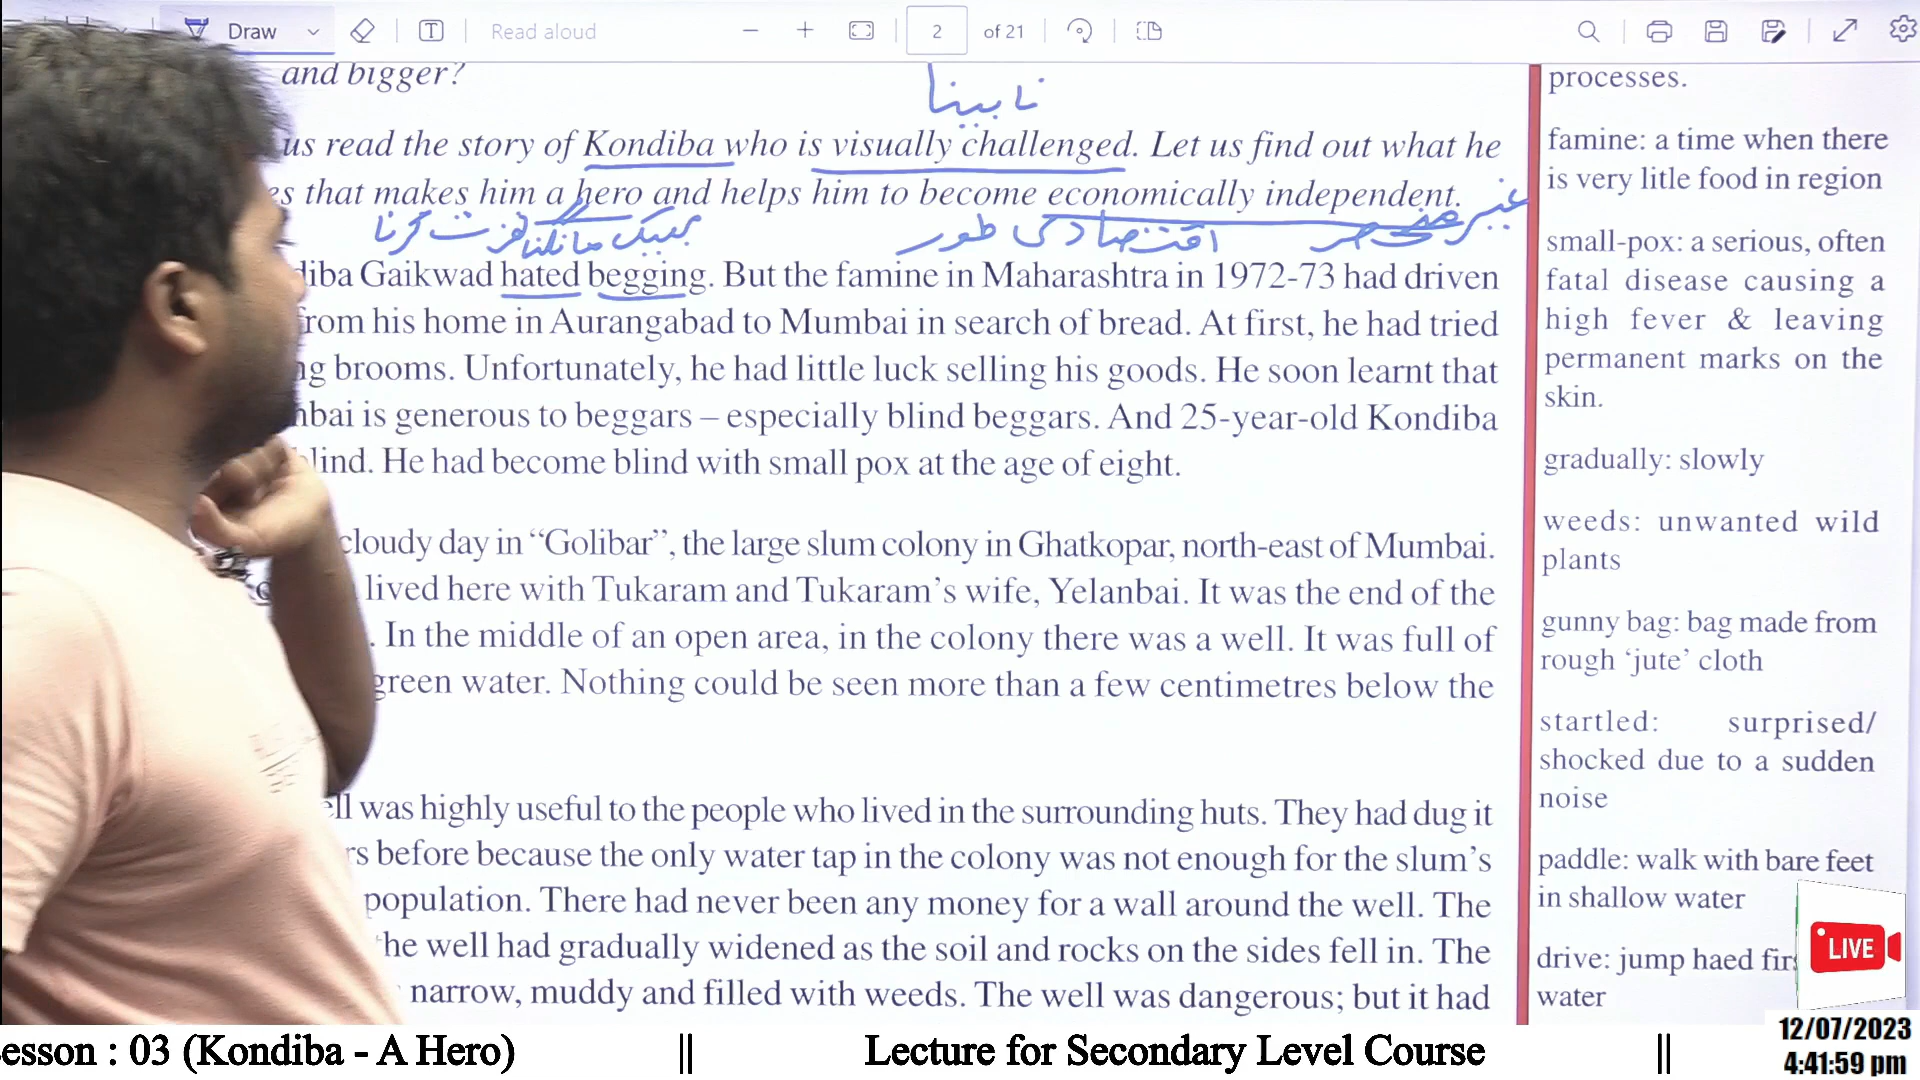 Draw
Read aloud
2 of 21
and bigger?
نا بینا
us read the story of Kondiba who is visually challenged. Let us find out what he
es that makes him a hero and helps him to become economically independent.
نفرت کرنا
بھیک مانگنا
اقتصادی طور
غیر منحصر
diba Gaikwad hated begging. But the famine in Maharashtra in 1972-73 had driven
from his home in Aurangabad to Mumbai in search of bread. At first, he had tried
ng brooms. Unfortunately, he had little luck selling his goods. He soon learnt that
nbai is generous to beggars – especially blind beggars. And 25-year-old Kondiba
blind. He had become blind with small pox at the age of eight.
cloudy day in “Golibar”, the large slum colony in Ghatkopar, north-east of Mumbai.
lived here with Tukaram and Tukaram’s wife, Yelanbai. It was the end of the
. In the middle of an open area, in the colony there was a well. It was full of
green water. Nothing could be seen more than a few centimetres below the
ell was highly useful to the people who lived in the surrounding huts. They had dug it
rs before because the only water tap in the colony was not enough for the slum’s
population. There had never been any money for a wall around the well. The
he well had gradually widened as the soil and rocks on the sides fell in. The
narrow, muddy and filled with weeds. The well was dangerous; but it had
processes.
famine: a time when there
is very litle food in region
small-pox: a serious, often
fatal disease causing a
high fever & leaving
permanent marks on the
skin.
gradually: slowly
weeds: unwanted wild
plants
gunny bag: bag made from
rough ‘jute’ cloth
startled: surprised/
shocked due to a sudden
noise
paddle: walk with bare feet
in shallow water
drive: jump haed firs
water
LIVE
esson : 03 (Kondiba - A Hero) || Lecture for Secondary Level Course ||
12/07/2023
4:41:59 pm